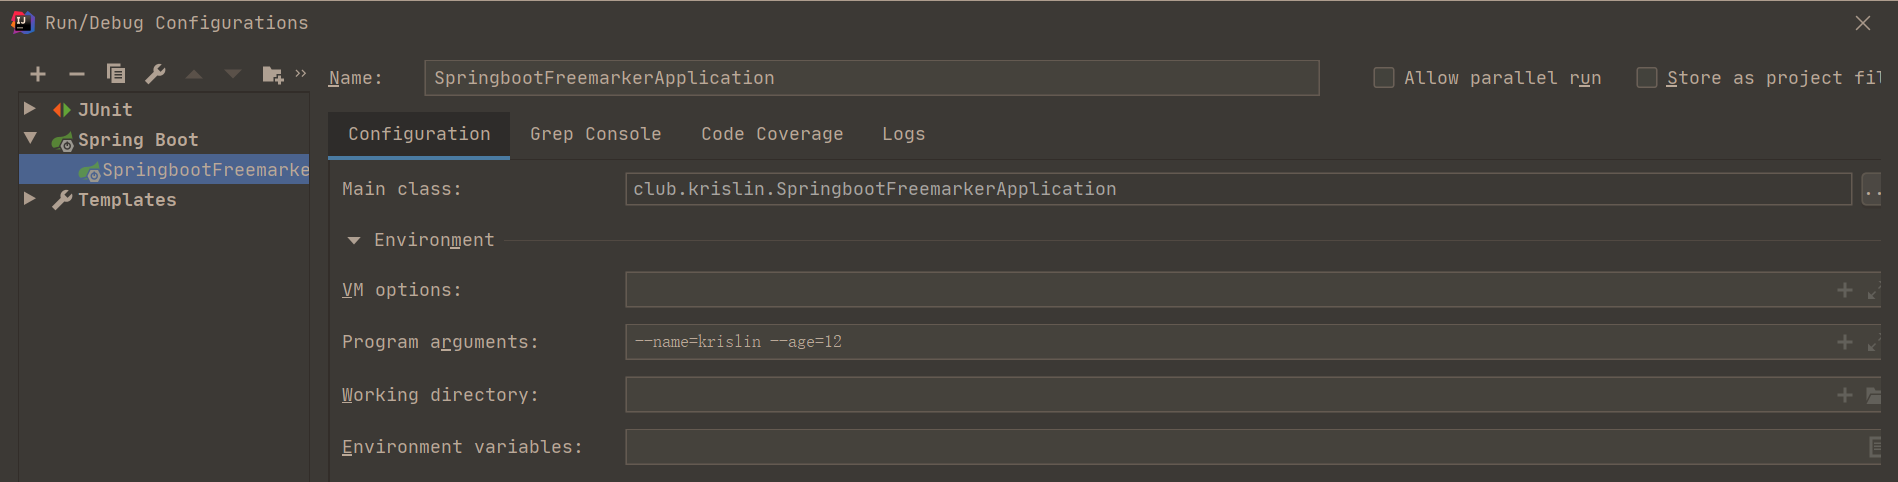 Run/Debug Configurations
Name: SpringbootFreemarkerApplication Allow parallel run Store as project fil
JUnit
Spring Boot
SpringbootFreemarke
Templates
Configuration Grep Console Code Coverage Logs
Main class: club.krislin.SpringbootFreemarkerApplication ..
Environment
VM options:
Program arguments: --name=krislin --age=12
Working directory:
Environment variables: